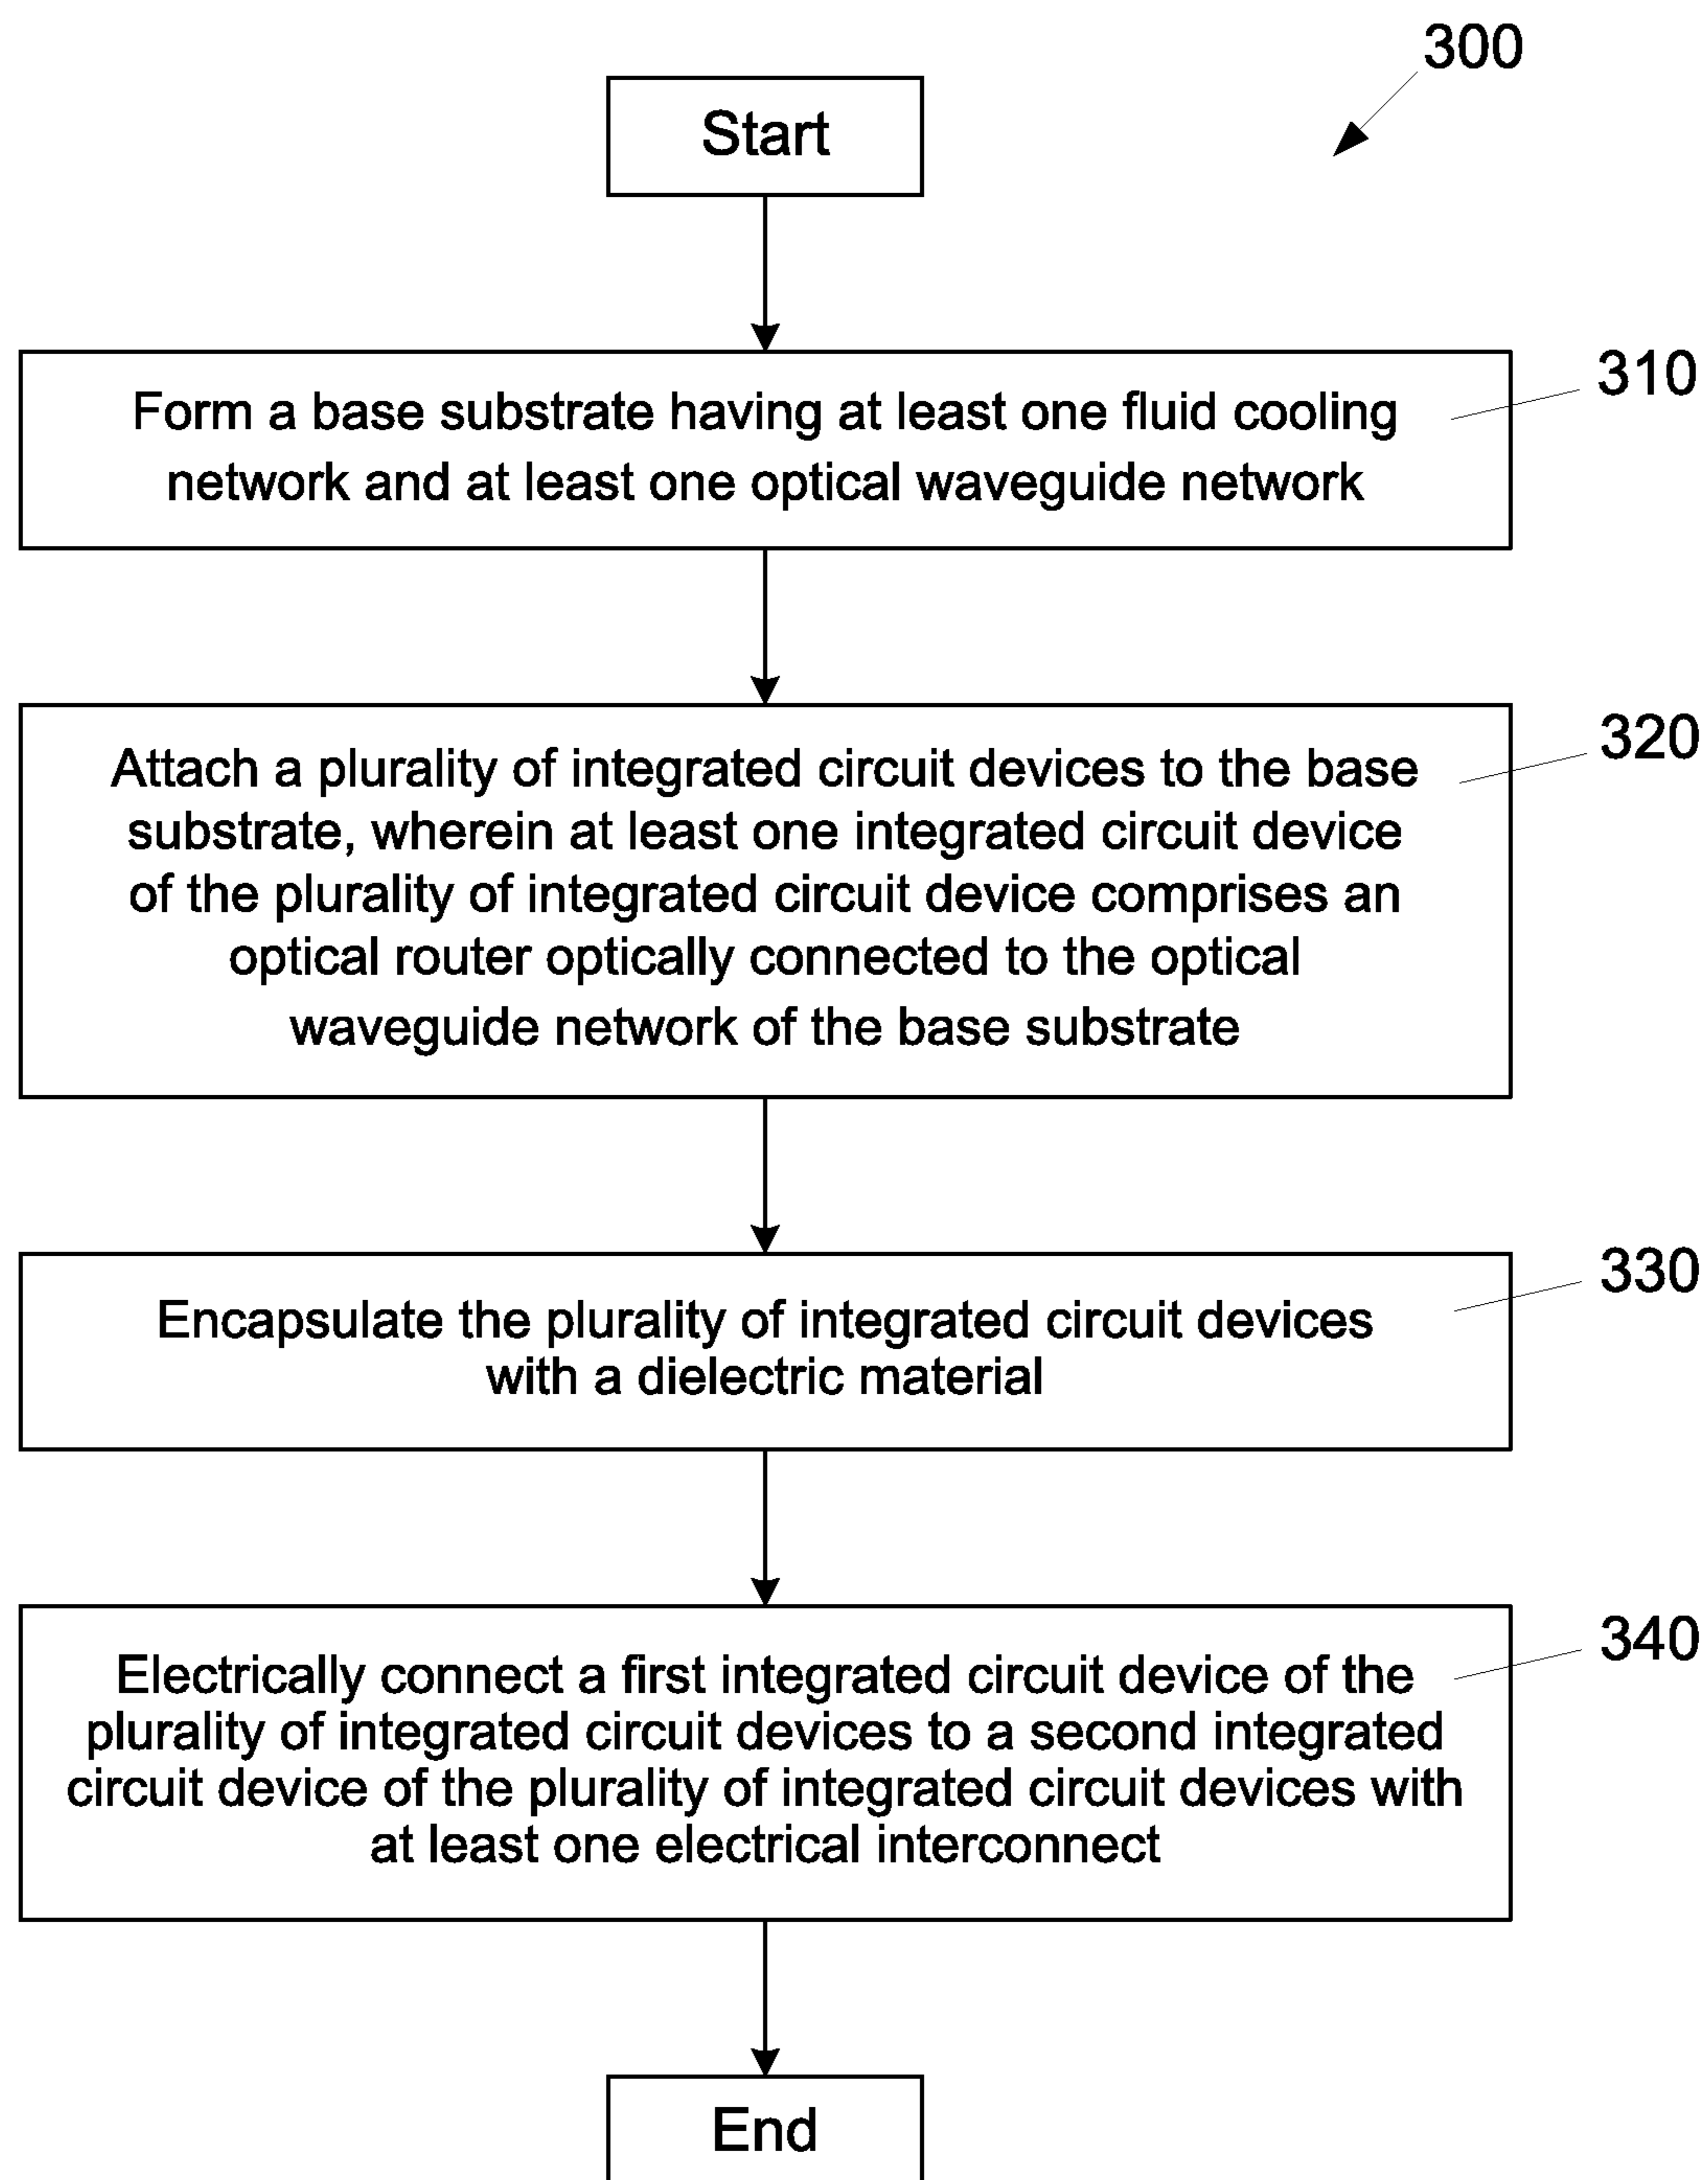 300
Start
310
Form a base substrate having at least one fluid cooling
network and at least one optical waveguide network
320
Attach a plurality of integrated circuit devices to the base
substrate, wherein at least one integrated circuit device
of the plurality of integrated circuit device comprises an
optical router optically connected to the optical
waveguide network of the base substrate
330
Encapsulate the plurality of integrated circuit devices
with a dielectric material
340
Electrically connect a first integrated circuit device of the
plurality of integrated circuit devices to a second integrated
circuit device of the plurality of integrated circuit devices with
at least one electrical interconnect
End